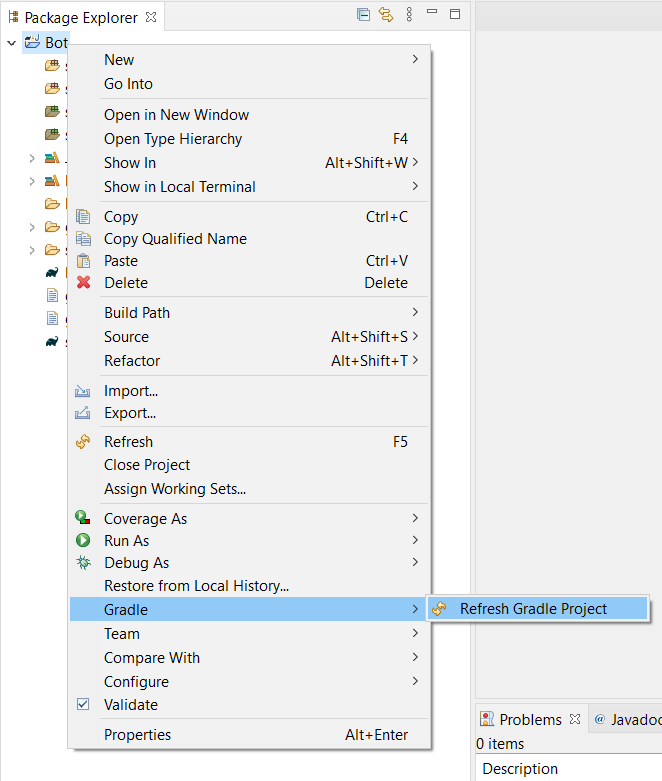 Package Explorer
Bot
New
Go Into
Open in New Window
Open Type Hierarchy F4
Show In Alt+Shift+W
Show in Local Terminal
Copy Ctrl+C
Copy Qualified Name
Paste Ctrl+V
Delete Delete
Build Path
Source Alt+Shift+S
Refactor Alt+Shift+T
Import...
Export...
Refresh F5
Close Project
Assign Working Sets...
Coverage As
Run As
Debug As
Restore from Local History...
Gradle
Refresh Gradle Project
Team
Compare With
Configure
Validate
Properties Alt+Enter
Problems @ Javadoc
0 items
Description